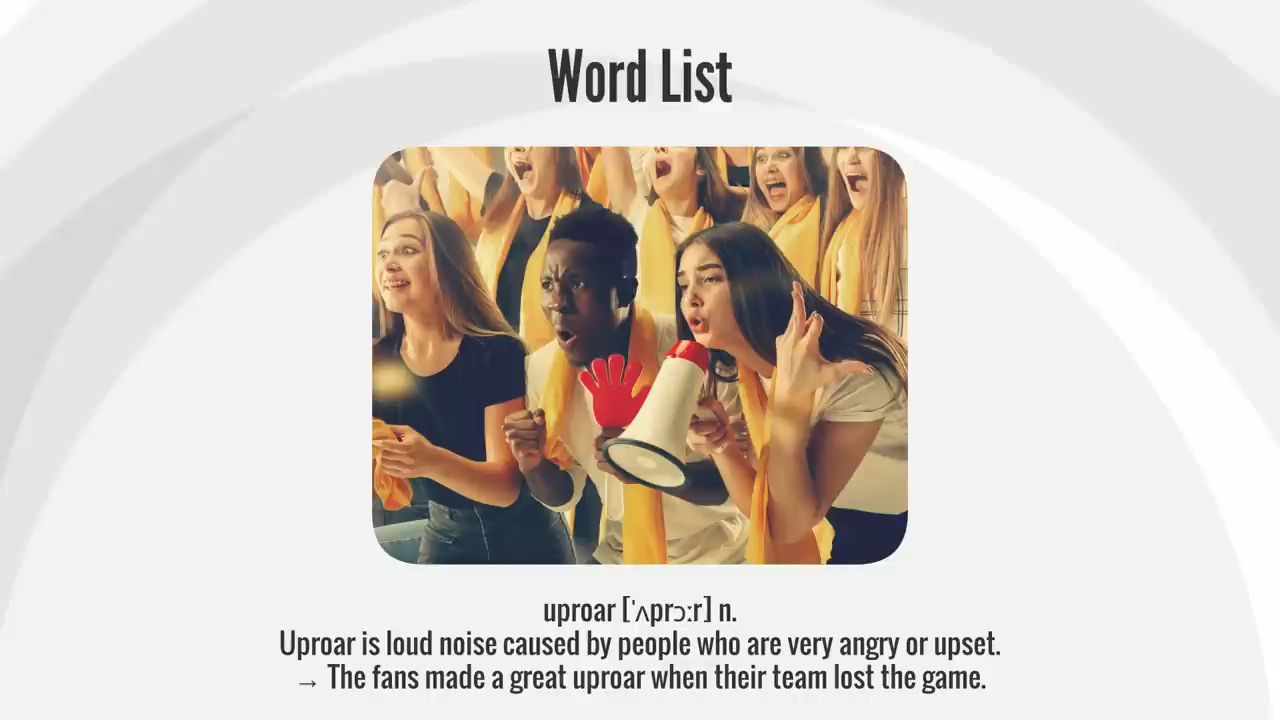 Word List
uproar [ˈʌprɔːr] n.
Uproar is loud noise caused by people who are very angry or upset.
→ The fans made a great uproar when their team lost the game.